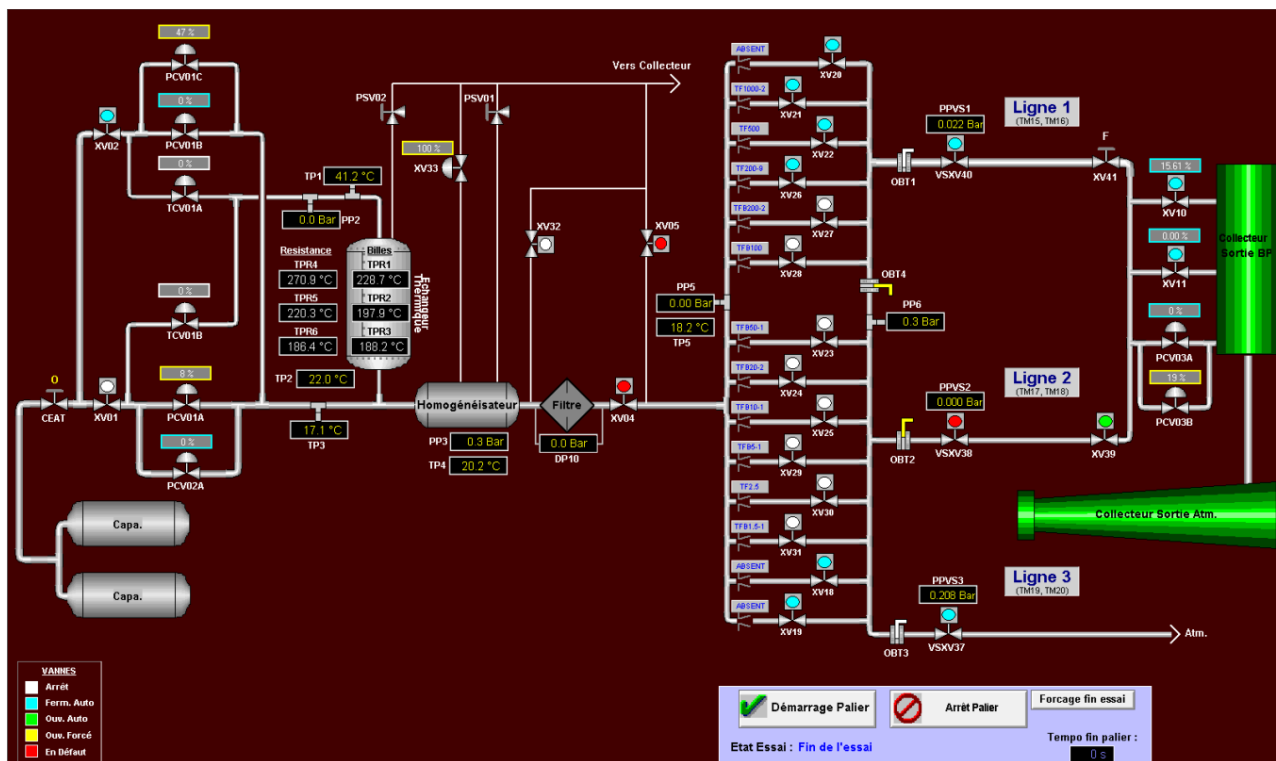 47 %
PCV01C
0 %
XV02
PCV01B
0 %
TCV01A
PSV02
PSV01
Vers Collecteur
100 %
XV33
TP1
41.2 °C
0.0 Bar
PP2
Resistance
TPR4
270.9 °C
TPR5
220.3 °C
TPR6
186.4 °C
Billes
TPR1
228.7 °C
TPR2
197.9 °C
TPR3
188.2 °C
Echangeur
Thermique
0 %
TCV01B
TP2
22.0 °C
O
CEAT
XV01
8 %
PCV01A
0 %
PCV02A
17.1 °C
TP3
Homogénéisateur
PP3
0.3 Bar
TP4
20.2 °C
Filtre
0.0 Bar
DP10
XV04
XV32
XV05
PP5
0.00 Bar
18.2 °C
TP5
Capa.
Capa.
ABSENT
XV20
TF1000-2
XV21
TF500
XV22
TF200-9
XV26
TFB200-2
XV27
TFB100
XV28
TFB50-1
XV23
TFB20-2
XV24
TFB10-1
XV25
TFB5-1
XV29
TF2.5
XV30
TFB1.5-1
XV31
ABSENT
XV18
ABSENT
XV19
OBT4
PP6
0.3 Bar
PPVS1
0.022 Bar
OBT1
VSXV40
Ligne 1
(TM15, TM16)
F
XV41
15.61 %
XV10
0.00 %
XV11
0 %
PCV03A
19 %
PCV03B
Collecteur
Sortie BP
PPVS2
0.000 Bar
OBT2
VSXV38
Ligne 2
(TM17, TM18)
XV39
Collecteur Sortie Atm.
PPVS3
0.208 Bar
OBT3
VSXV37
Ligne 3
(TM19, TM20)
Atm.
VANNES
Arrêt
Ferm. Auto
Ouv. Auto
Ouv. Forcé
En Défaut
Démarrage Palier
Arrêt Palier
Forcage fin essai
Etat Essai : Fin de l'essai
Tempo fin palier :
0 s